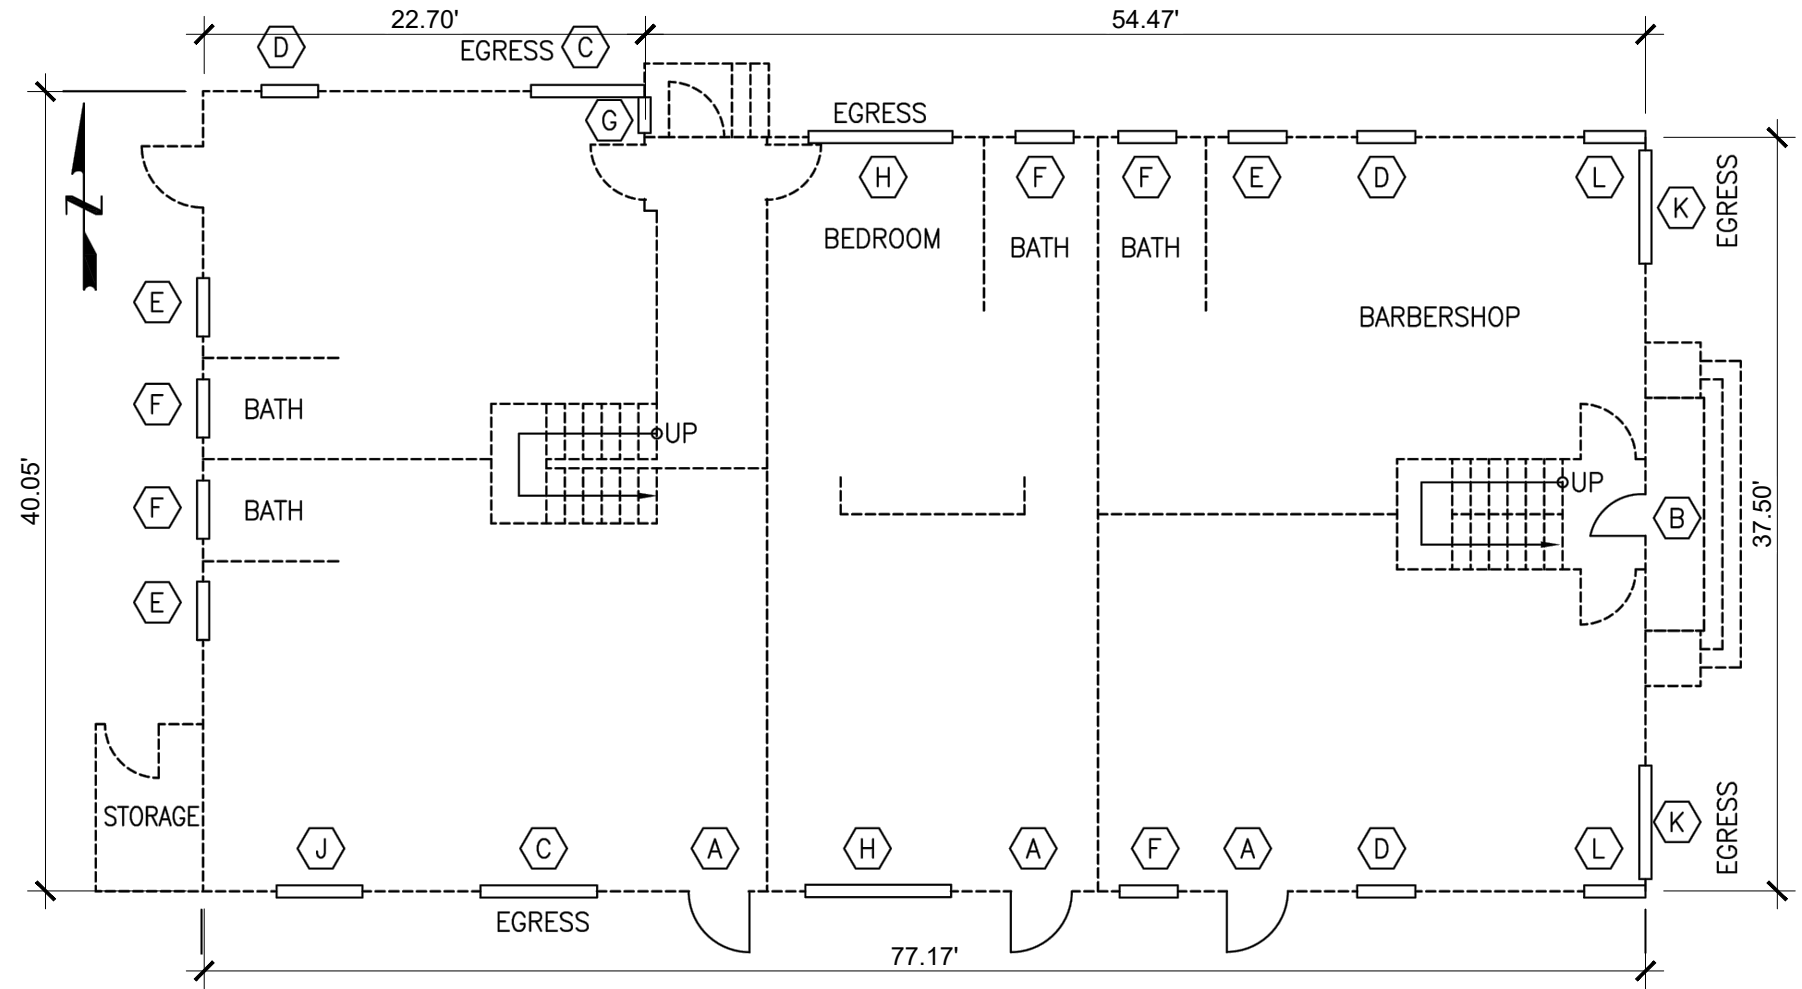 22.70'
54.47'
D
EGRESS
C
G
EGRESS
H
F
F
E
D
L
K
EGRESS
N
BEDROOM
BATH
BATH
E
BARBERSHOP
F
BATH
UP
40.05'
F
BATH
UP
B
37.50'
E
STORAGE
J
C
A
H
A
F
A
D
L
K
EGRESS
EGRESS
77.17'